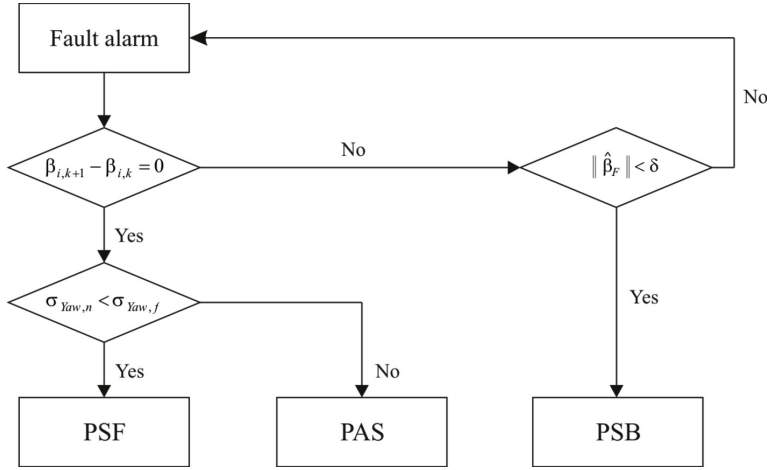 Fault alarm
No
β_{i,k+1} − β_{i,k} = 0
No
‖ β̂_F ‖ < δ
Yes
σ_{Yaw,n} < σ_{Yaw,f}
Yes
Yes
No
PSF
PAS
PSB